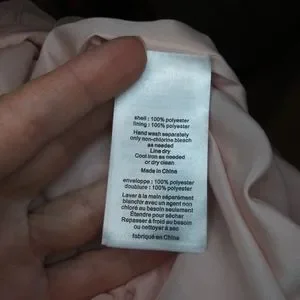 shell : 100% polyester
lining : 100% polyester
Hand wash separately
only non-chlorine bleach
as needed
Line dry
Cool iron as needed
or dry clean
Made in China
enveloppe : 100% polyester
doublure : 100% polyester
Laver à la main séparément
blanchir avec un agent non
chloré au besoin seulement
Étendre pour sécher
Repasser à froid au besoin
ou nettoyer à sec
fabriqué en China